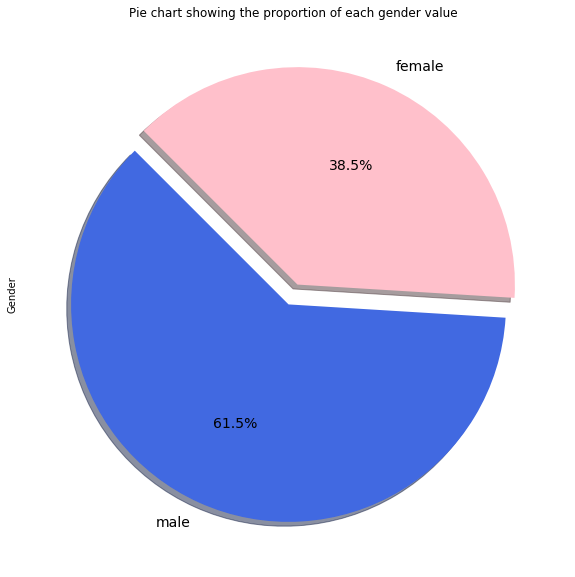 Pie chart showing the proportion of each gender value
female
38.5%
Gender
61.5%
male